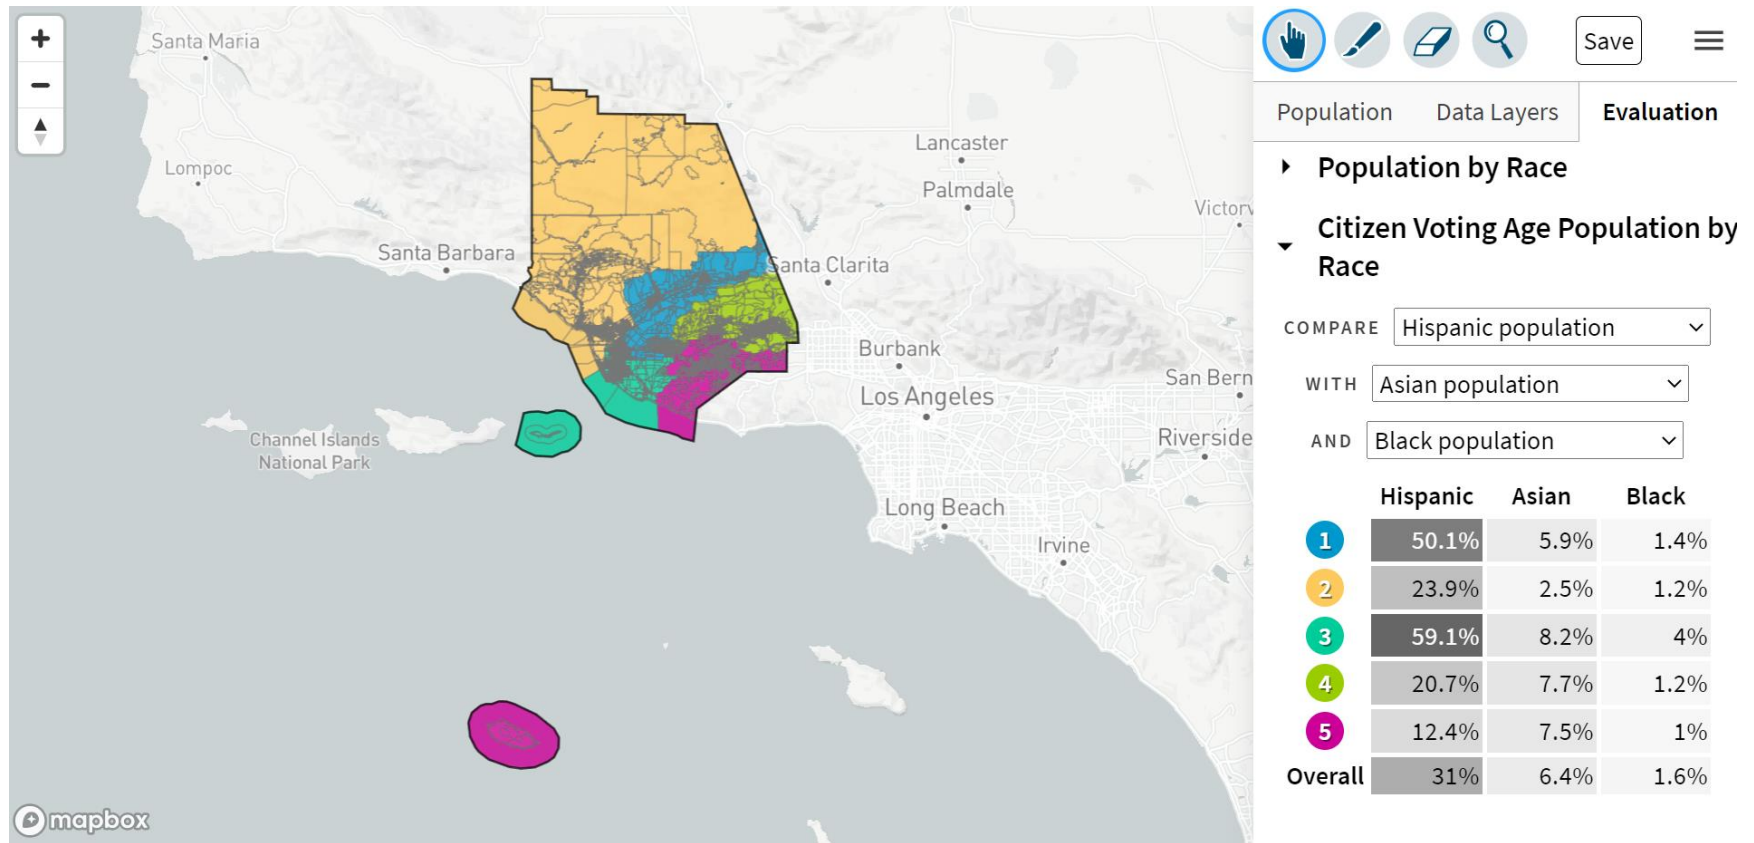 Santa Maria
Lompoc
Santa Barbara
Channel Islands
National Park
Lancaster
Palmdale
Victorv
Santa Clarita
Burbank
Los Angeles
San Bern
Riverside
Long Beach
Irvine
mapbox
Save
Population Data Layers Evaluation
Population by Race
Citizen Voting Age Population by
Race
COMPARE Hispanic population
WITH Asian population
AND Black population
Hispanic Asian Black
1 50.1% 5.9% 1.4%
2 23.9% 2.5% 1.2%
3 59.1% 8.2% 4%
4 20.7% 7.7% 1.2%
5 12.4% 7.5% 1%
Overall 31% 6.4% 1.6%